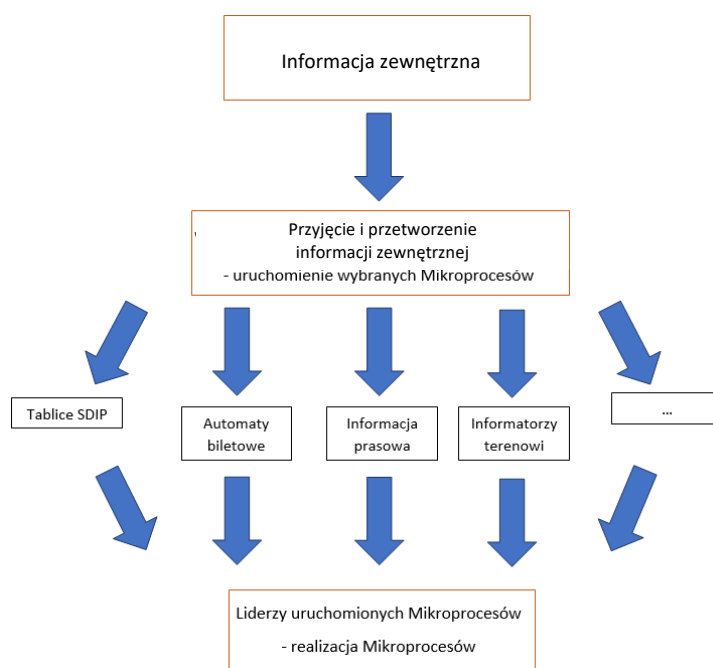 Informacja zewnętrzna
Przyjęcie i przetworzenie
informacji zewnętrznej
- uruchomienie wybranych Mikroprocesów
Tablice SDIP
Automaty
biletowe
Informacja
prasowa
Informatorzy
terenowi
...
Liderzy uruchomionych Mikroprocesów
- realizacja Mikroprocesów